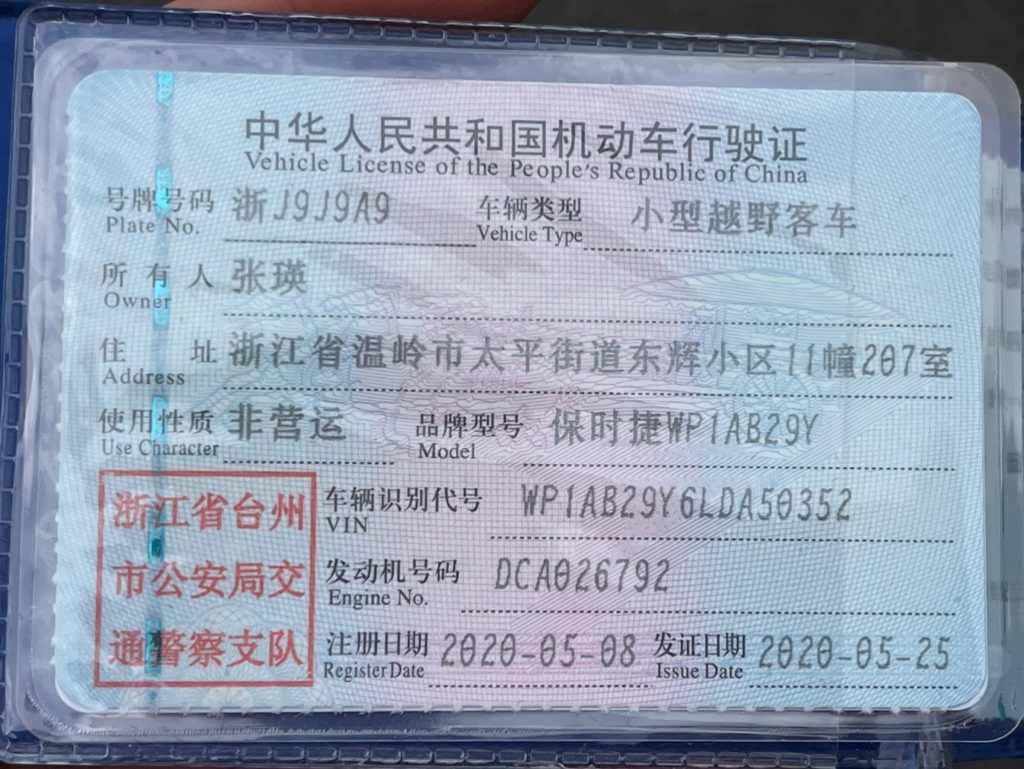 中华人民共和国机动车行驶证
Vehicle License of the People's Republic of China
号牌号码 浙J9J9A9 车辆类型 小型越野客车
Plate No. Vehicle Type
所有人 张瑛
Owner
住址 浙江省温岭市太平街道东辉小区11幢207室
Address
使用性质 非营运 品牌型号 保时捷WP1AB29Y
Use Character Model
浙江省台州
市公安局交
通警察支队
车辆识别代号 WP1AB29Y6LDA50352
VIN
发动机号码 DCA026792
Engine No.
注册日期 2020-05-08 发证日期 2020-05-25
Register Date Issue Date